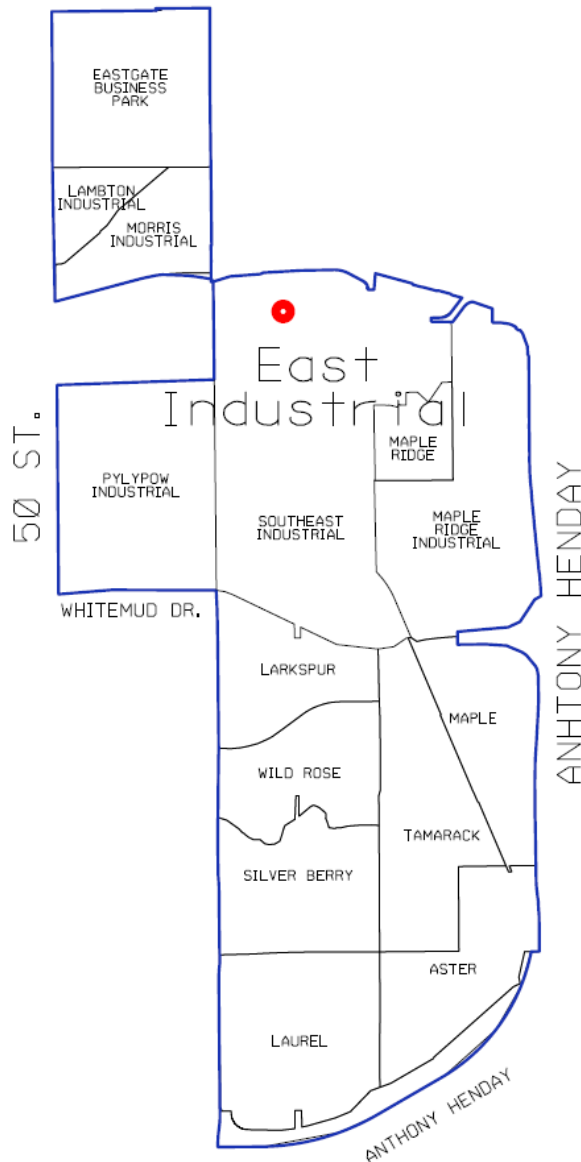 EASTGATE
BUSINESS
PARK
LAMBTON
INDUSTRIAL
MORRIS
INDUSTRIAL
East
Industrial
MAPLE
RIDGE
50 ST.
PYLYPOW
INDUSTRIAL
SOUTHEAST
INDUSTRIAL
MAPLE
RIDGE
INDUSTRIAL
ANHTONY HENDAY
WHITEMUD DR.
LARKSPUR
MAPLE
WILD ROSE
TAMARACK
SILVER BERRY
ASTER
LAUREL
ANTHONY HENDAY